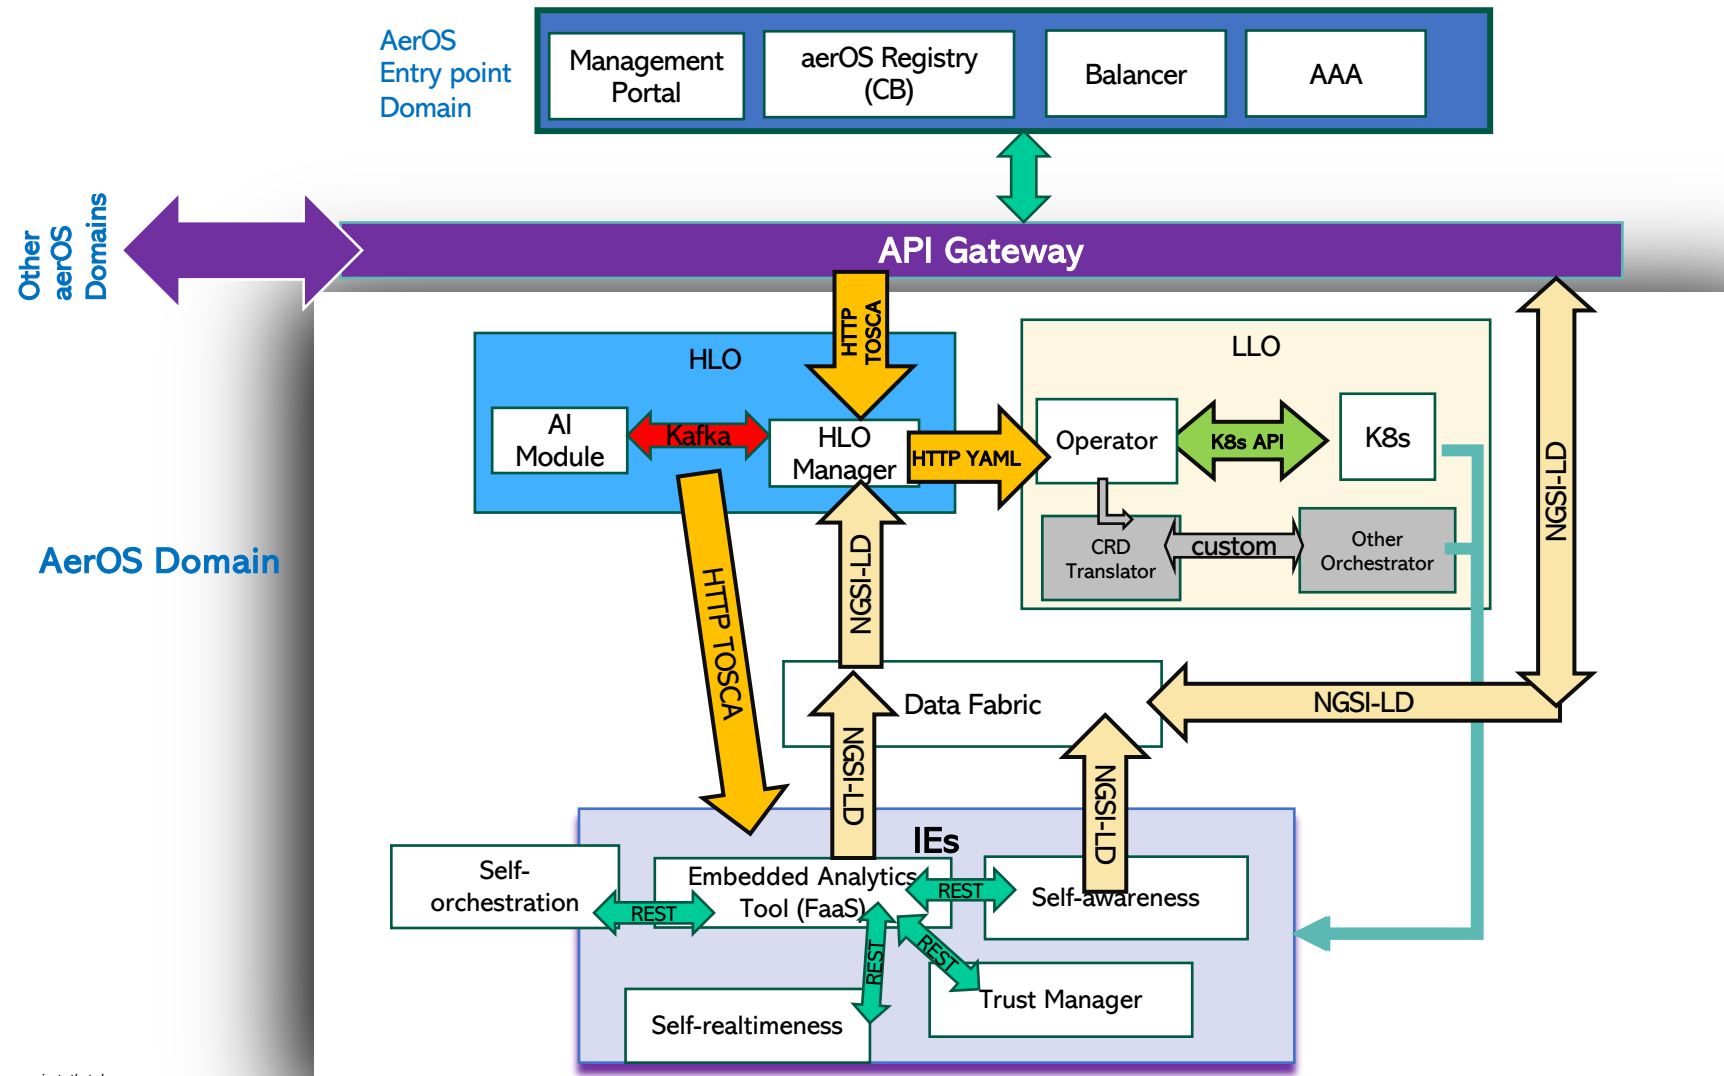 AerOS
Entry point
Domain
Management
Portal
aerOS Registry
(CB)
Balancer
AAA
Other
aerOS
Domains
API Gateway
HTTP
TOSCA
HLO
LLO
AI
Module
Kafka
HLO
Manager
HTTP YAML
Operator
K8s API
K8s
CRD
Translator
custom
Other
Orchestrator
NGSI-LD
AerOS Domain
HTTP TOSCA
NGSI-LD
Data Fabric
NGSI-LD
NGSI-LD
NGSI-LD
IEs
Self-
orchestration
REST
Embedded Analytics
Tool (FaaS)
REST
Self-awareness
REST
REST
Trust Manager
Self-realtimeness